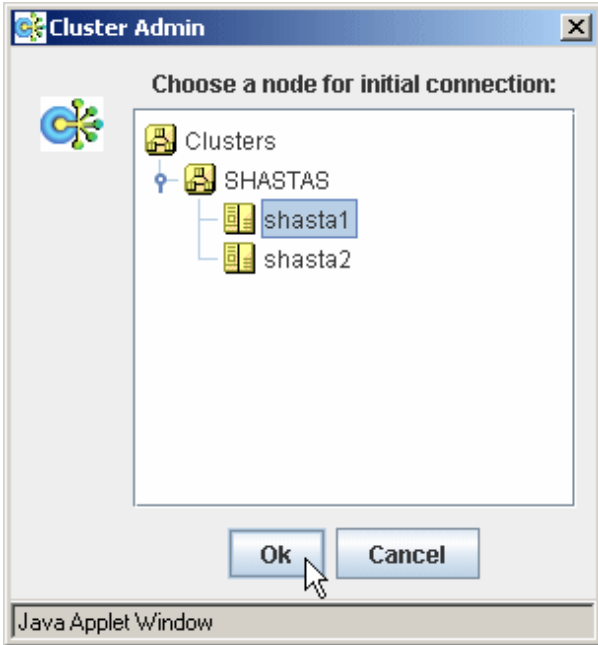 Cluster Admin
Choose a node for initial connection:
Clusters
SHASTAS
shasta1
shasta2
Ok
Cancel
Java Applet Window